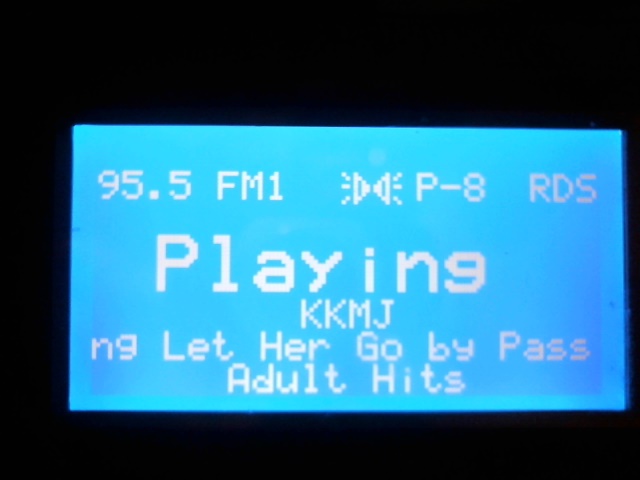 95.5 FM1 P-8 RDS
Playing
KKMJ
ng Let Her Go by Pass
Adult Hits